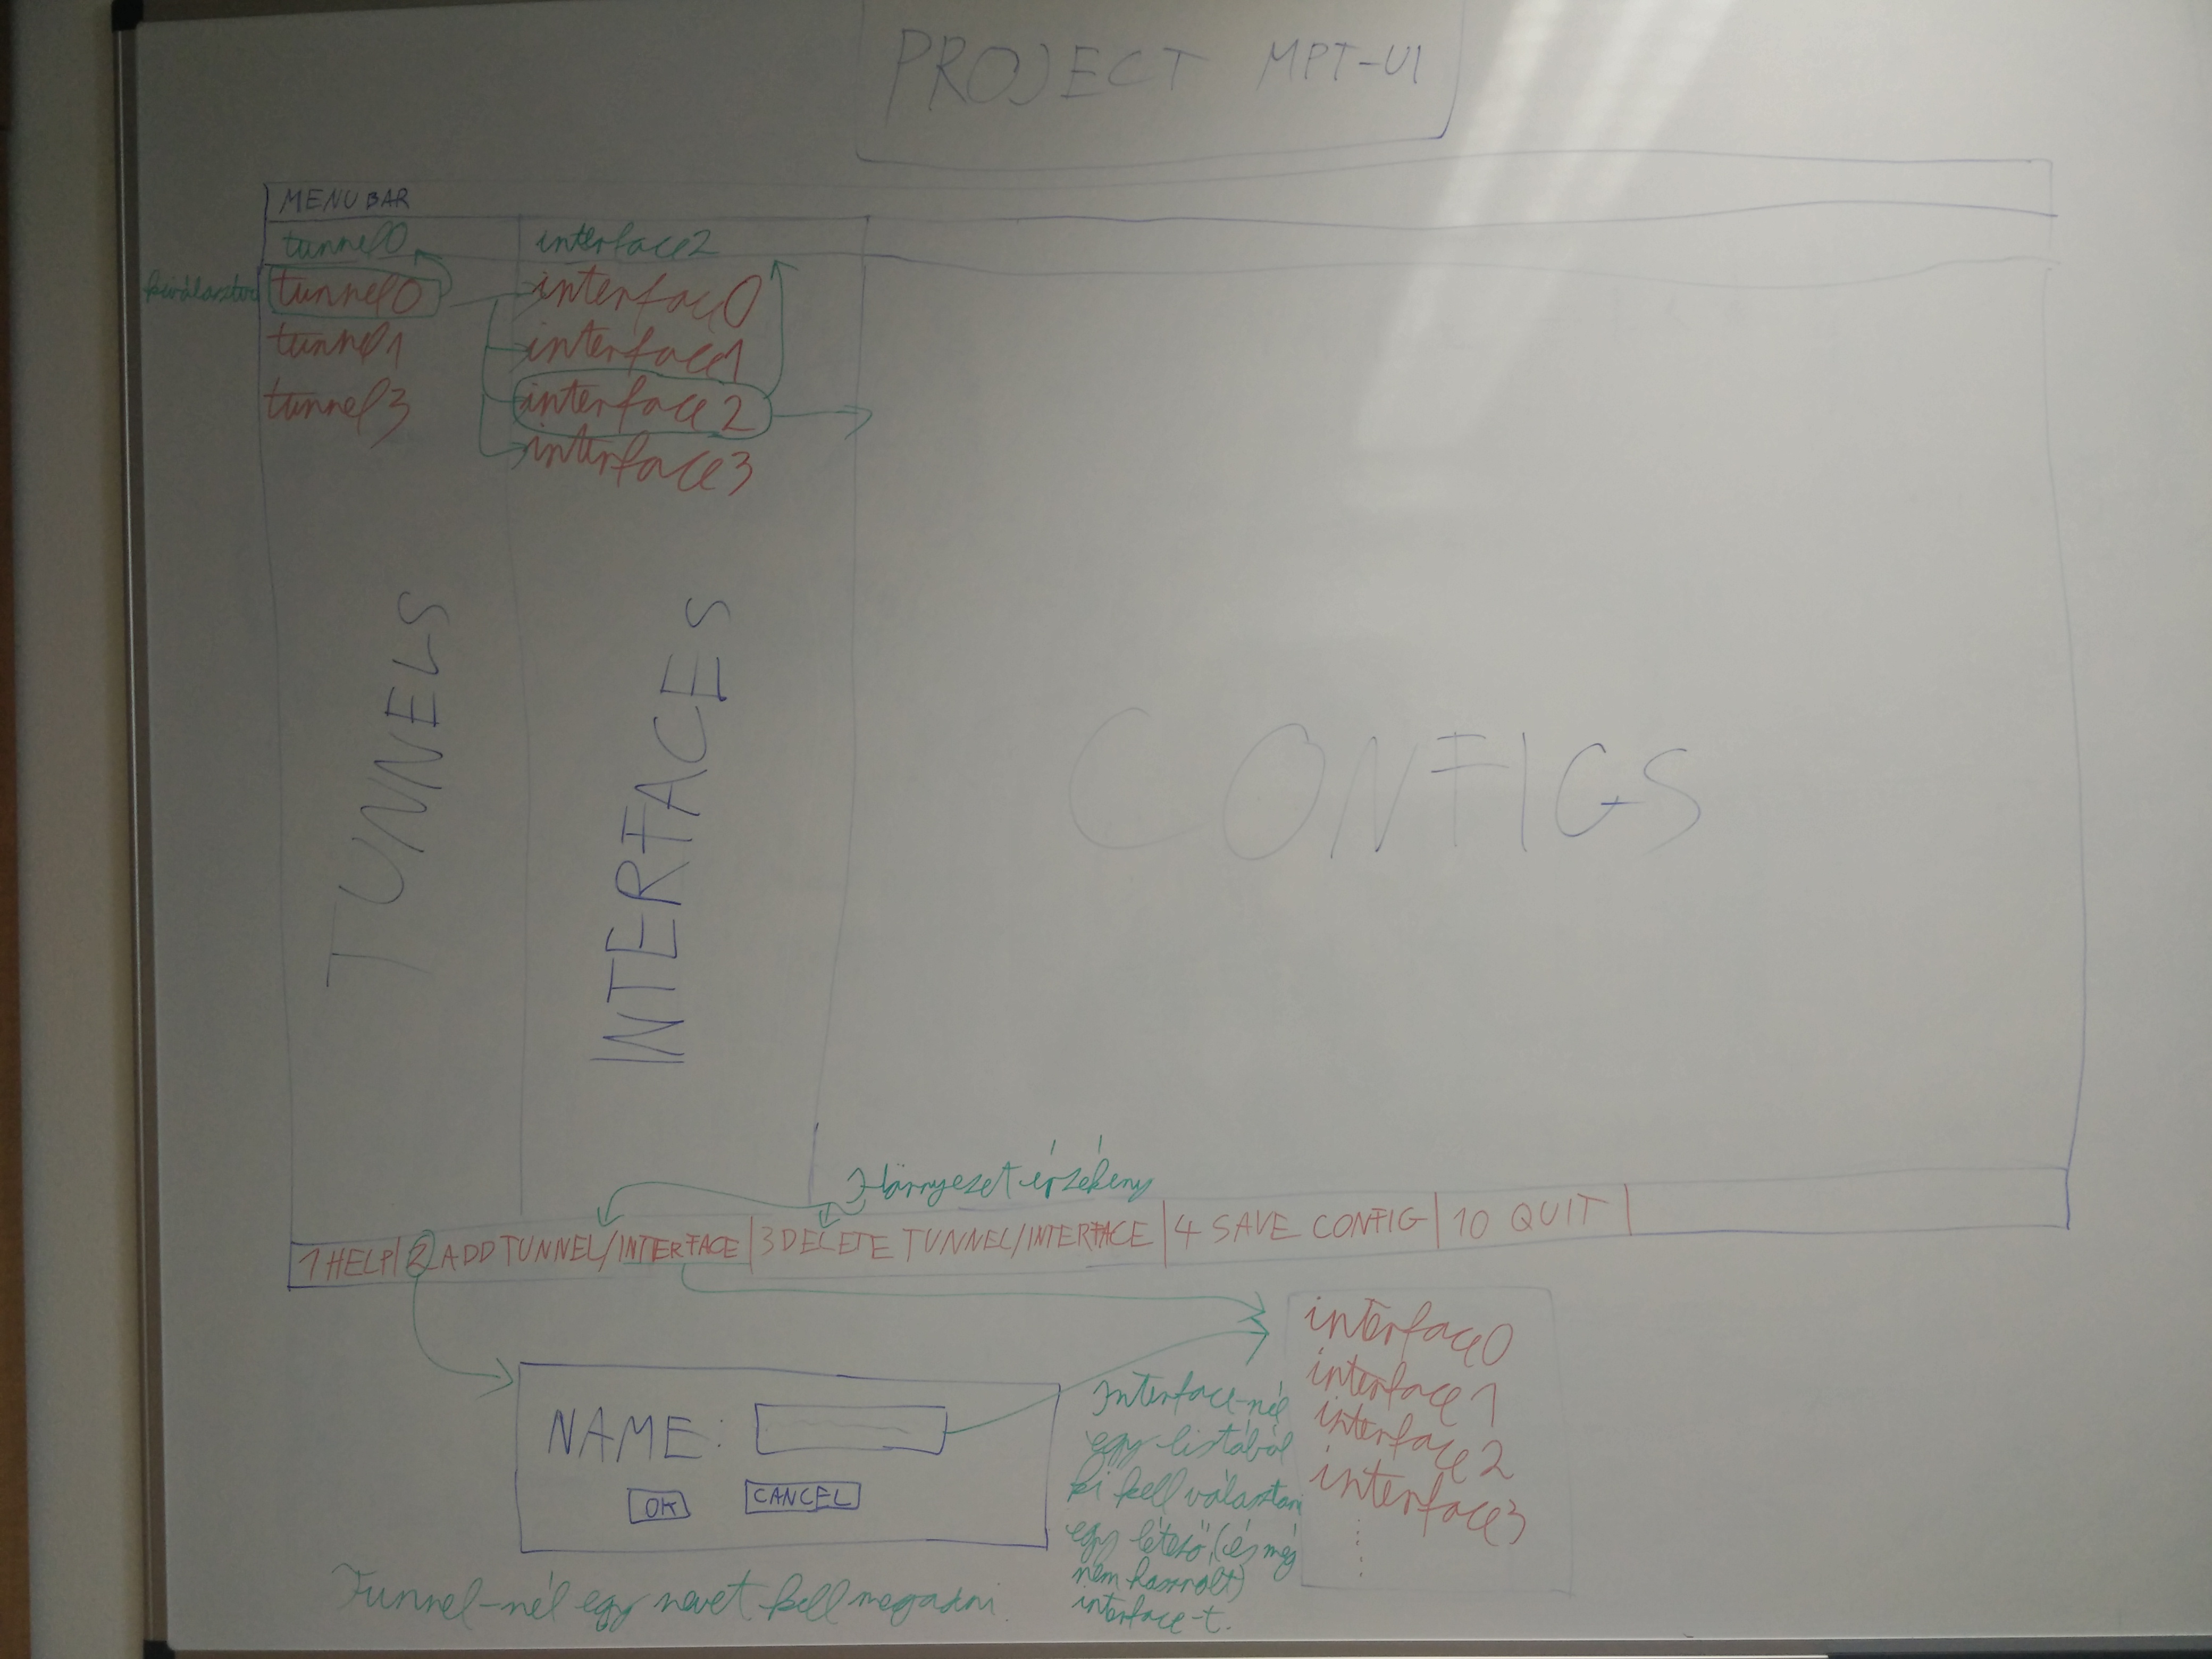 PROJECT MPT-UI
MENU BAR
tunnel0 interface2
kiválasztva tunnel0 interfac0
tunnel1 interface1
tunnel3 interface2
interface3
TUNNELS
INTERFACES
CONFIGS
Környezet érzékeny
1 HELP 2 ADD TUNNEL/INTERFACE 3 DELETE TUNNEL/INTERFACE 4 SAVE CONFIG 10 QUIT
NAME:
OK CANCEL
Tunnel-nél egy nevet kell megadni.
Interface-nél
egy listából
ki kell választani
egy létező (és még
nem használt)
interface-t.
interface0
interface1
interface2
interface3